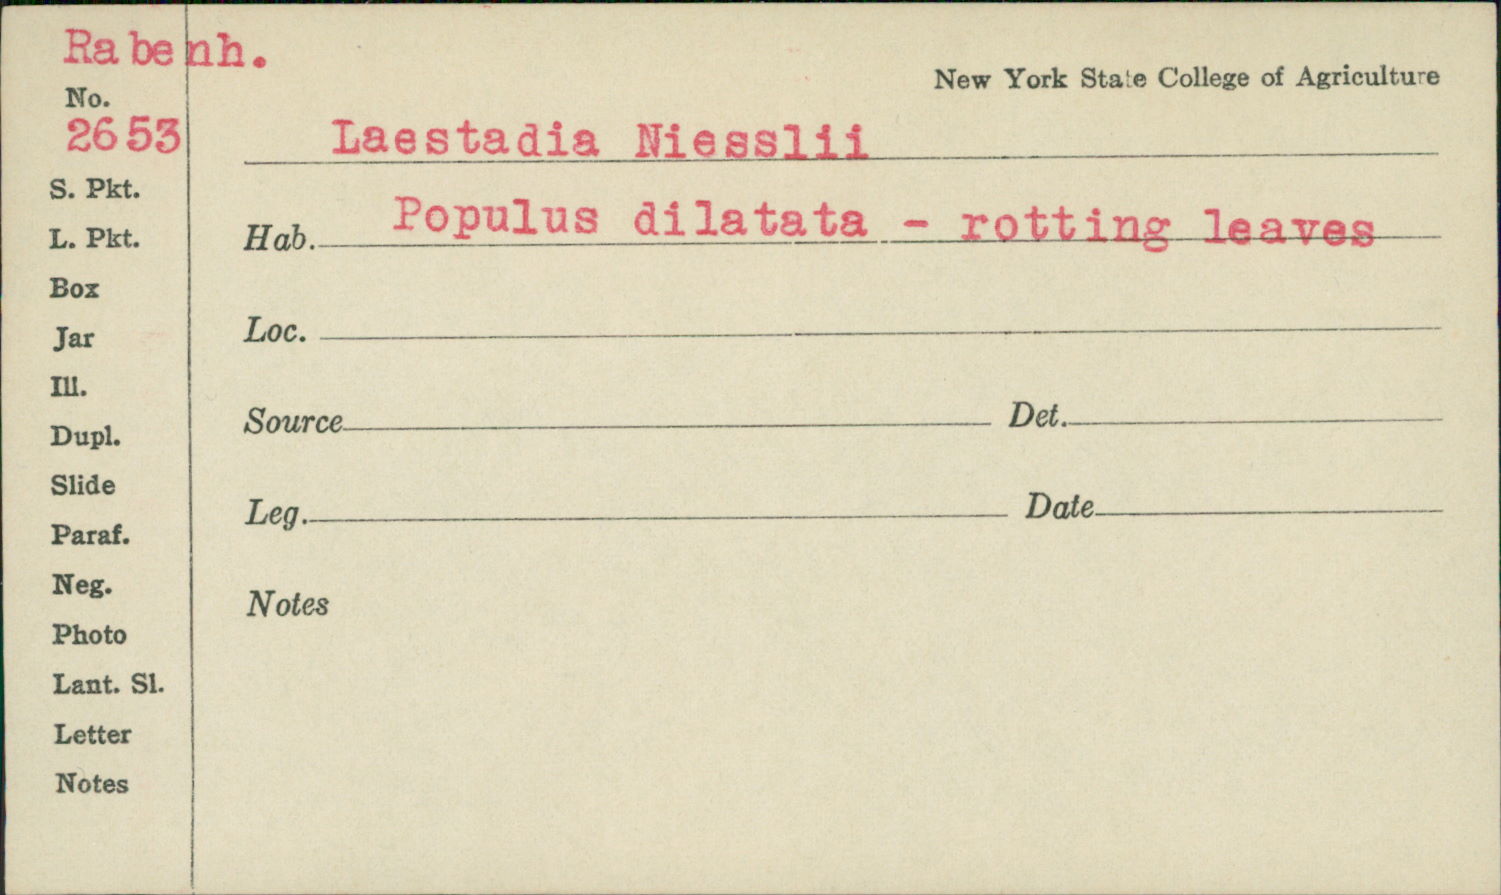 Rabenh.
New York State College of Agriculture
No.
2653
Laestadia Niesslii
S. Pkt.
Hab. Populus dilatata - rotting leaves
L. Pkt.
Box
Loc.
Jar
Ill.
Source Det.
Dupl.
Slide
Leg. Date
Paraf.
Neg.
Notes
Photo
Lant. Sl.
Letter
Notes